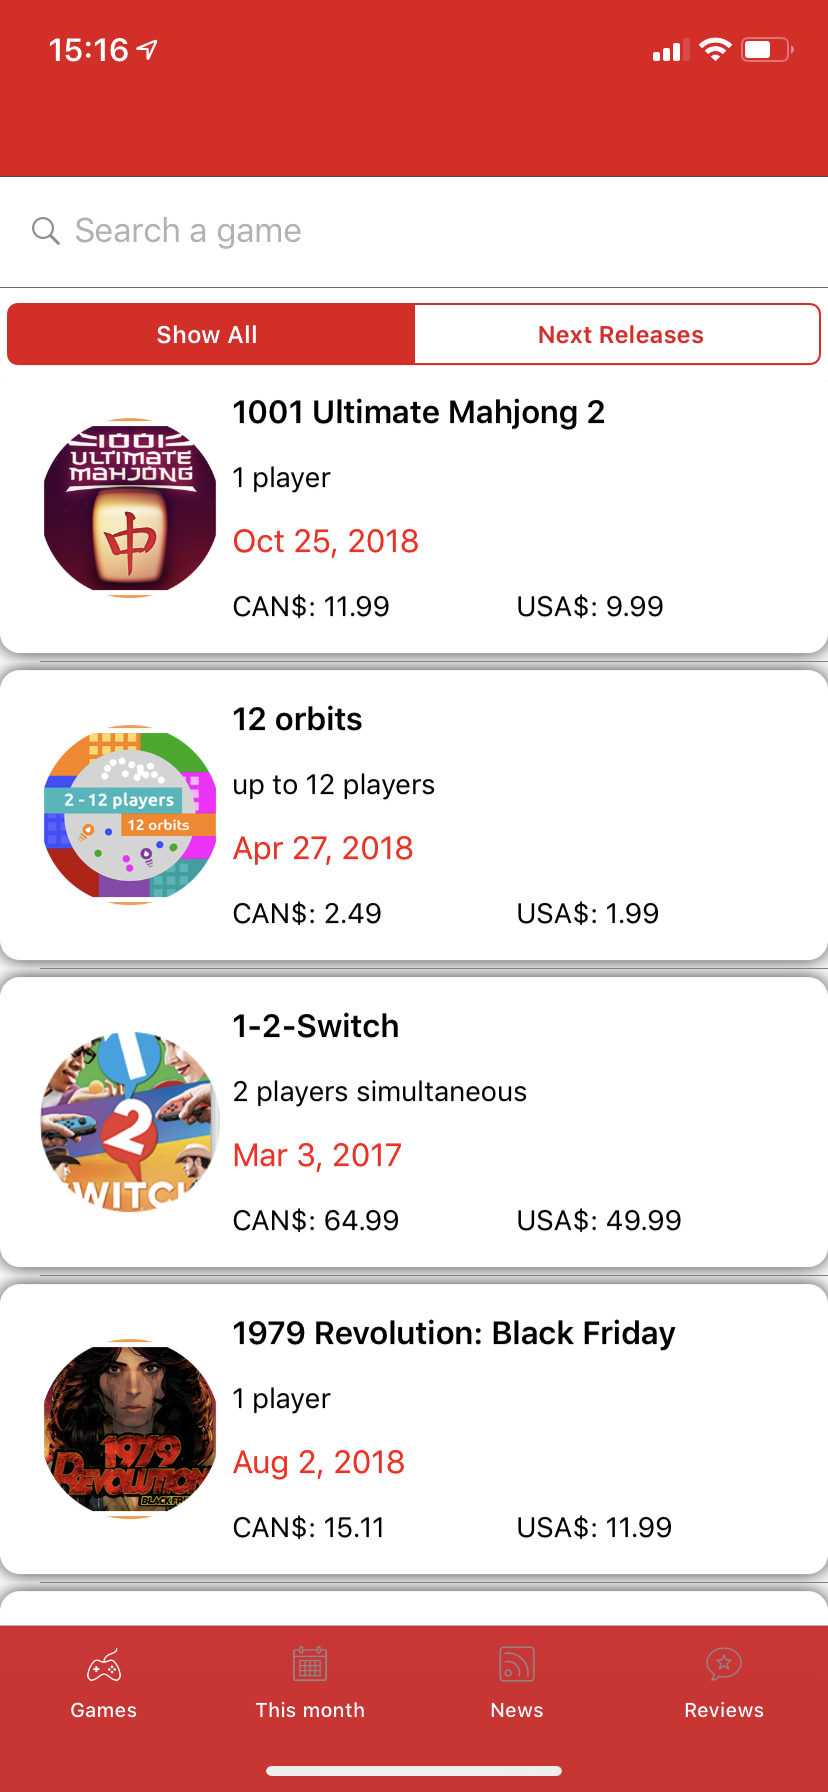 15:16
Search a game
Show All
Next Releases
1001 ULTIMATE MAHJONG
中
1001 Ultimate Mahjong 2
1 player
Oct 25, 2018
CAN$: 11.99
USA$: 9.99
2 - 12 players
12 orbits
12 orbits
up to 12 players
Apr 27, 2018
CAN$: 2.49
USA$: 1.99
1
2
WITCH
1-2-Switch
2 players simultaneous
Mar 3, 2017
CAN$: 64.99
USA$: 49.99
1979
REVOLUTION
BLACK FRI
1979 Revolution: Black Friday
1 player
Aug 2, 2018
CAN$: 15.11
USA$: 11.99
Games
This month
News
Reviews